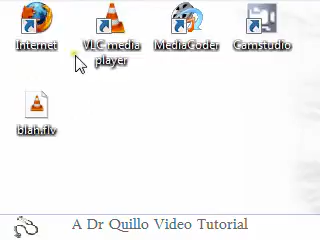 Internet
VLC media
player
MediaCoder
Camstudio
blah.flv
A Dr Quillo Video Tutorial